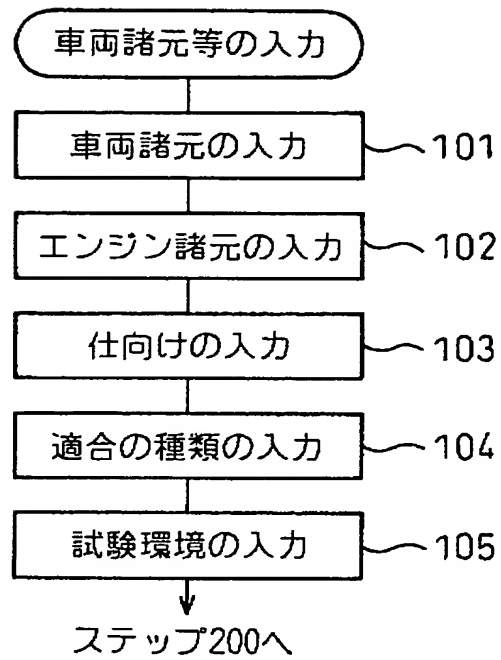 車両諸元等の入力
車両諸元の入力 101
エンジン諸元の入力 102
仕向けの入力 103
適合の種類の入力 104
試験環境の入力 105
ステップ200へ